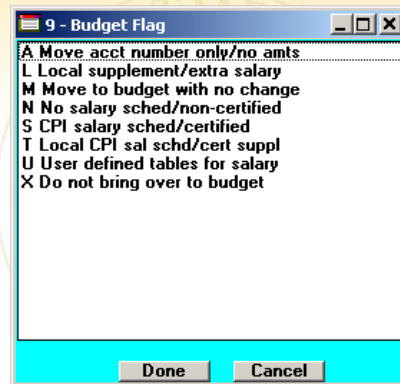 9 - Budget Flag
A Move acct number only/no amts
L Local supplement/extra salary
M Move to budget with no change
N No salary sched/non-certified
S CPI salary sched/certified
T Local CPI sal schd/cert suppl
U User defined tables for salary
X Do not bring over to budget
Done Cancel